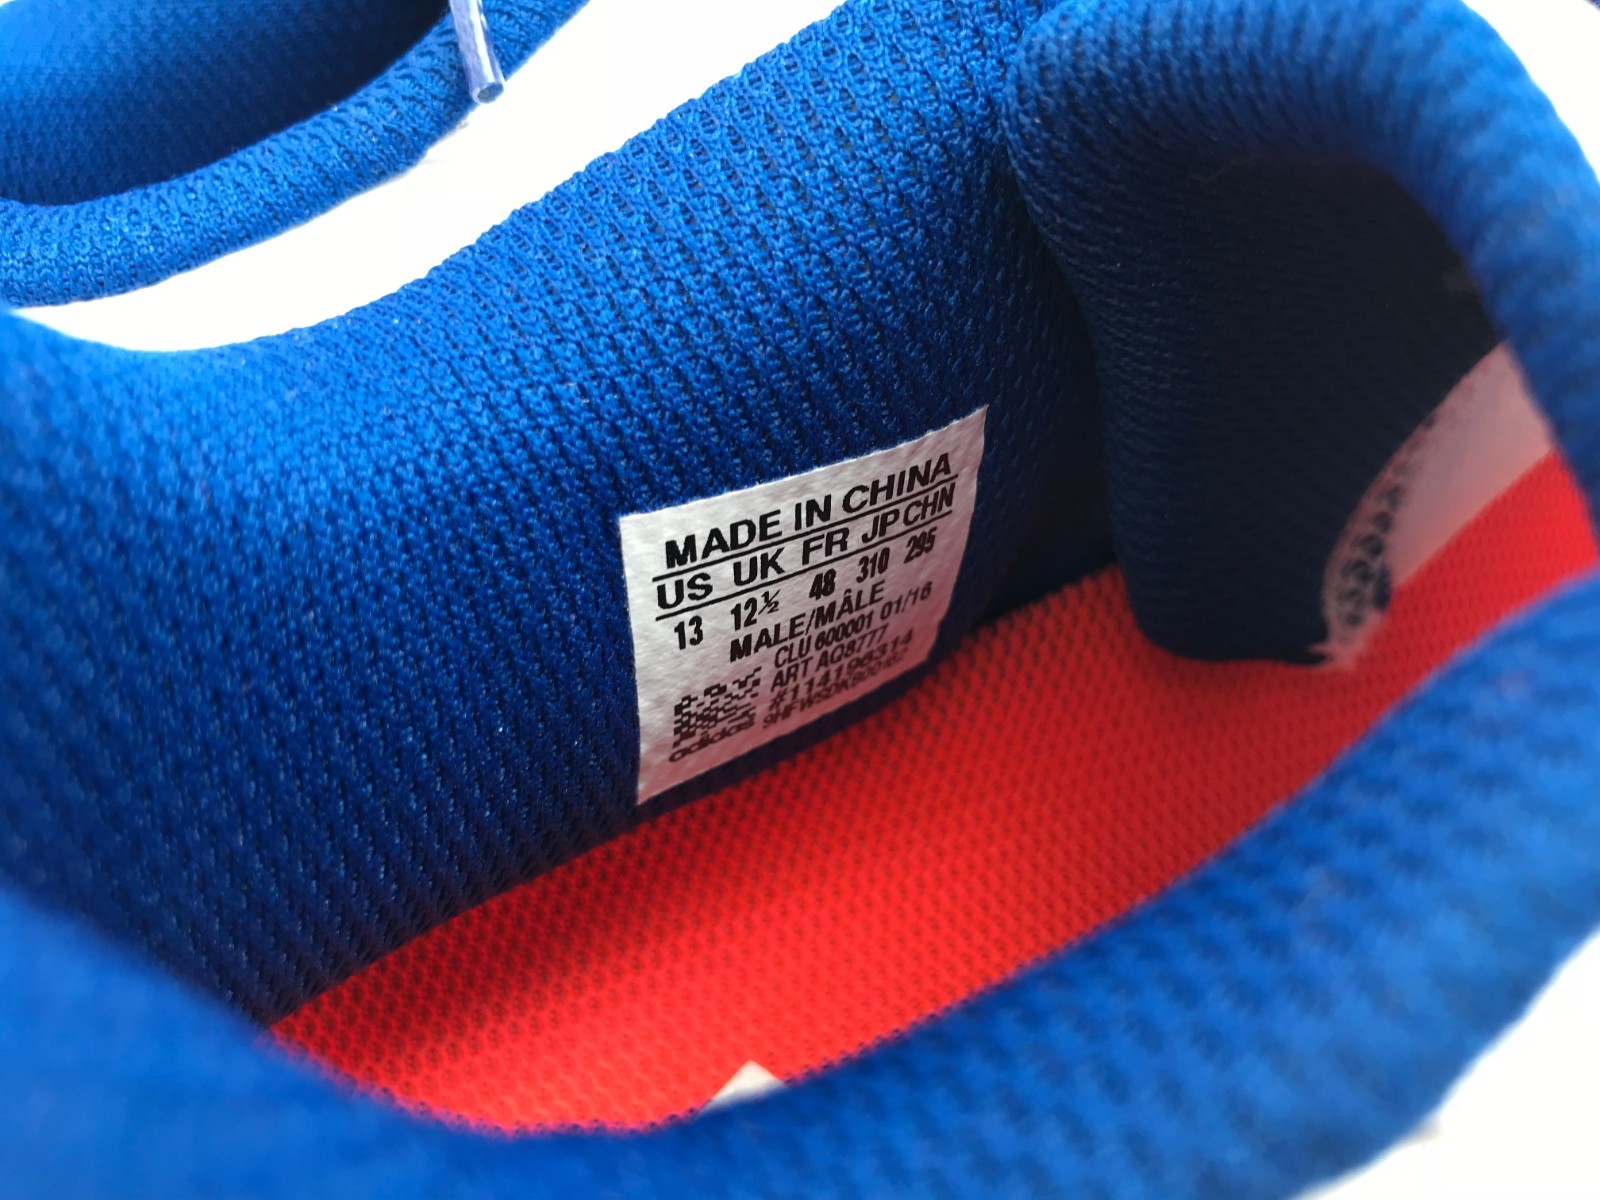 MADE IN CHINA
US UK FR JP CHN
13 12½ 48 310 295
MALE/MÂLE
CLU 600001 01/16
ART AQ8777
#114196314
adidas